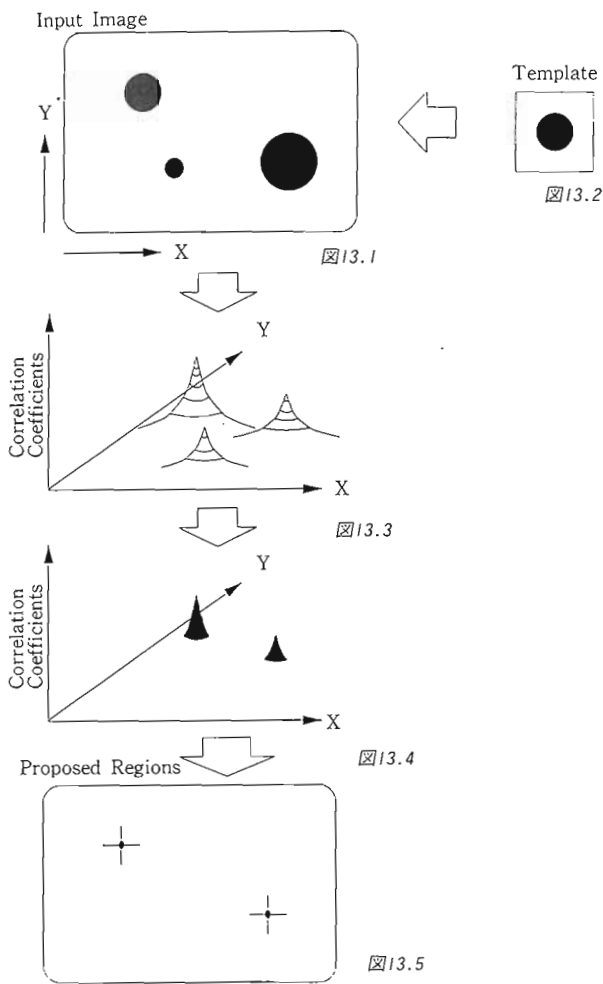 Input Image
Template
Y
X
図13.2
図13.1
Y
Correlation
Coefficients
X
図13.3
Y
Correlation
Coefficients
X
図13.4
Proposed Regions
図13.5